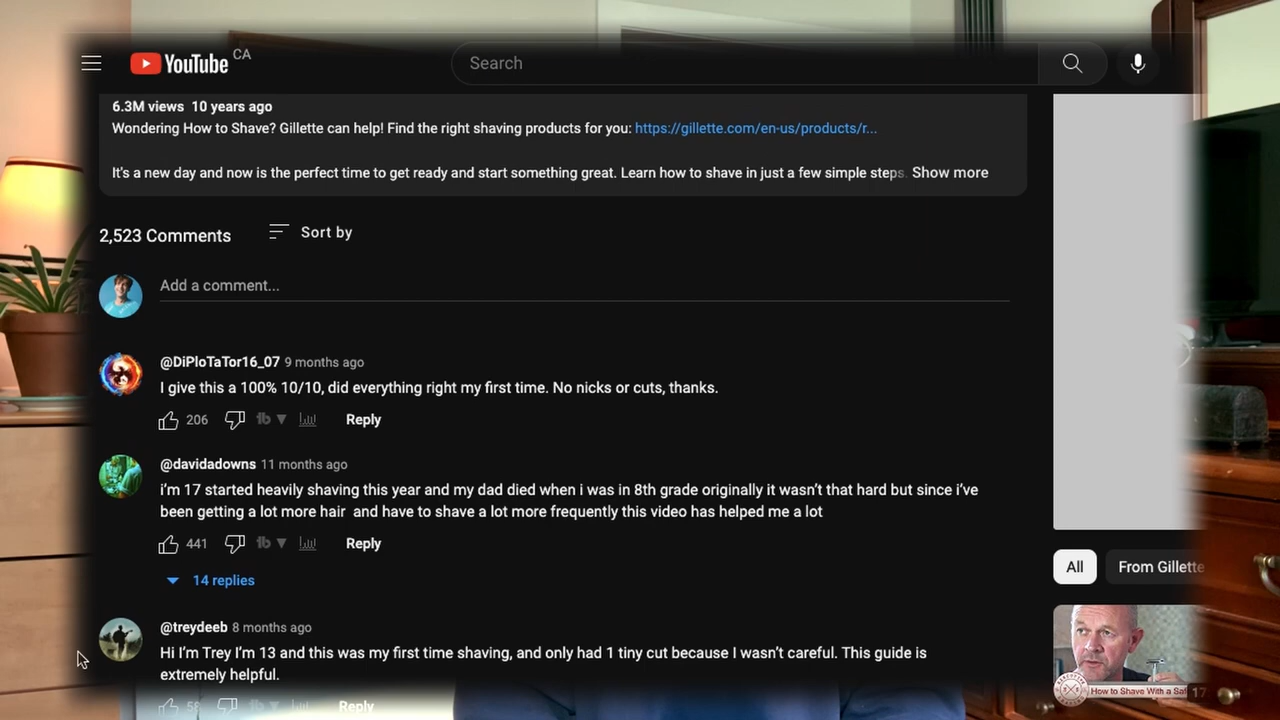 YouTube CA
Search
6.3M views 10 years ago
Wondering How to Shave? Gillette can help! Find the right shaving products for you: https://gillette.com/en-us/products/r...
It's a new day and now is the perfect time to get ready and start something great. Learn how to shave in just a few simple steps. Show more
2,523 Comments
Sort by
Add a comment...
@DiPloTaTor16_07 9 months ago
I give this a 100% 10/10, did everything right my first time. No nicks or cuts, thanks.
206 Reply
@davidadowns 11 months ago
i'm 17 started heavily shaving this year and my dad died when i was in 8th grade originally it wasn't that hard but since i've
been getting a lot more hair and have to shave a lot more frequently this video has helped me a lot
441 Reply
14 replies
@treydeeb 8 months ago
Hi I'm Trey I'm 13 and this was my first time shaving, and only had 1 tiny cut because I wasn't careful. This guide is
extremely helpful.
58 Reply
All
From Gillette
How to Shave With a Saf
17